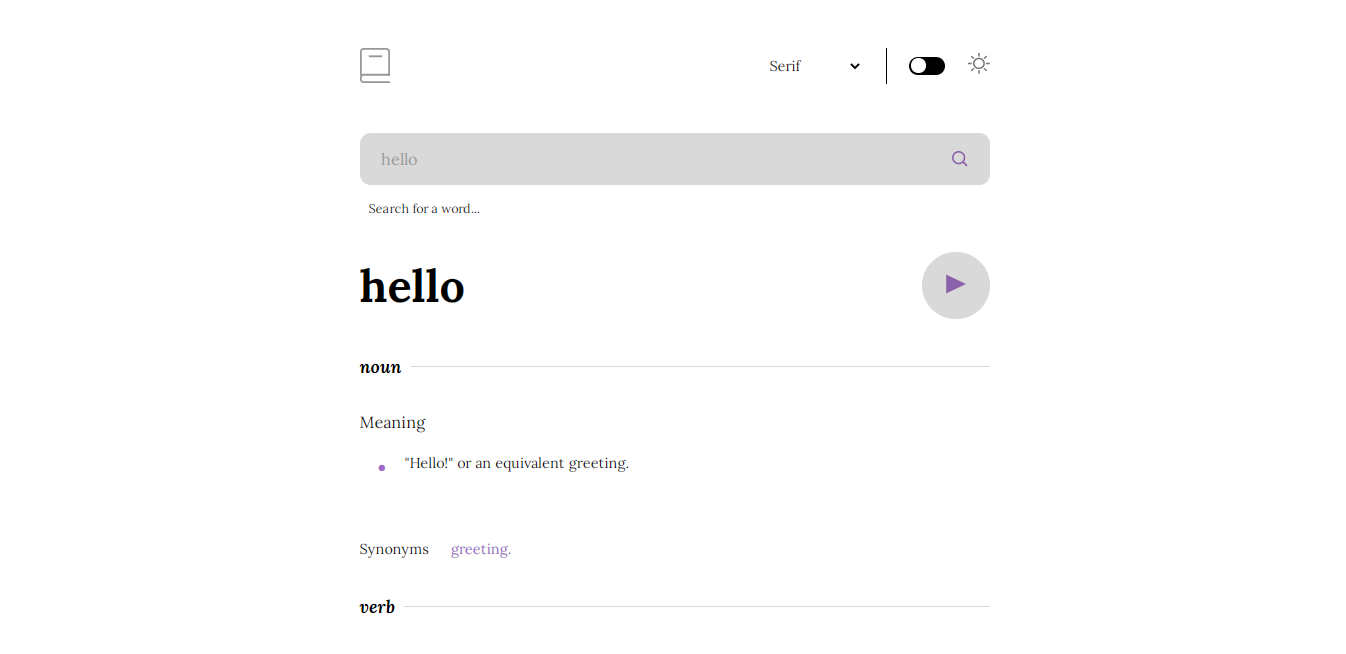 Serif
hello
Search for a word...
hello
noun
Meaning
"Hello!" or an equivalent greeting.
Synonyms greeting.
verb